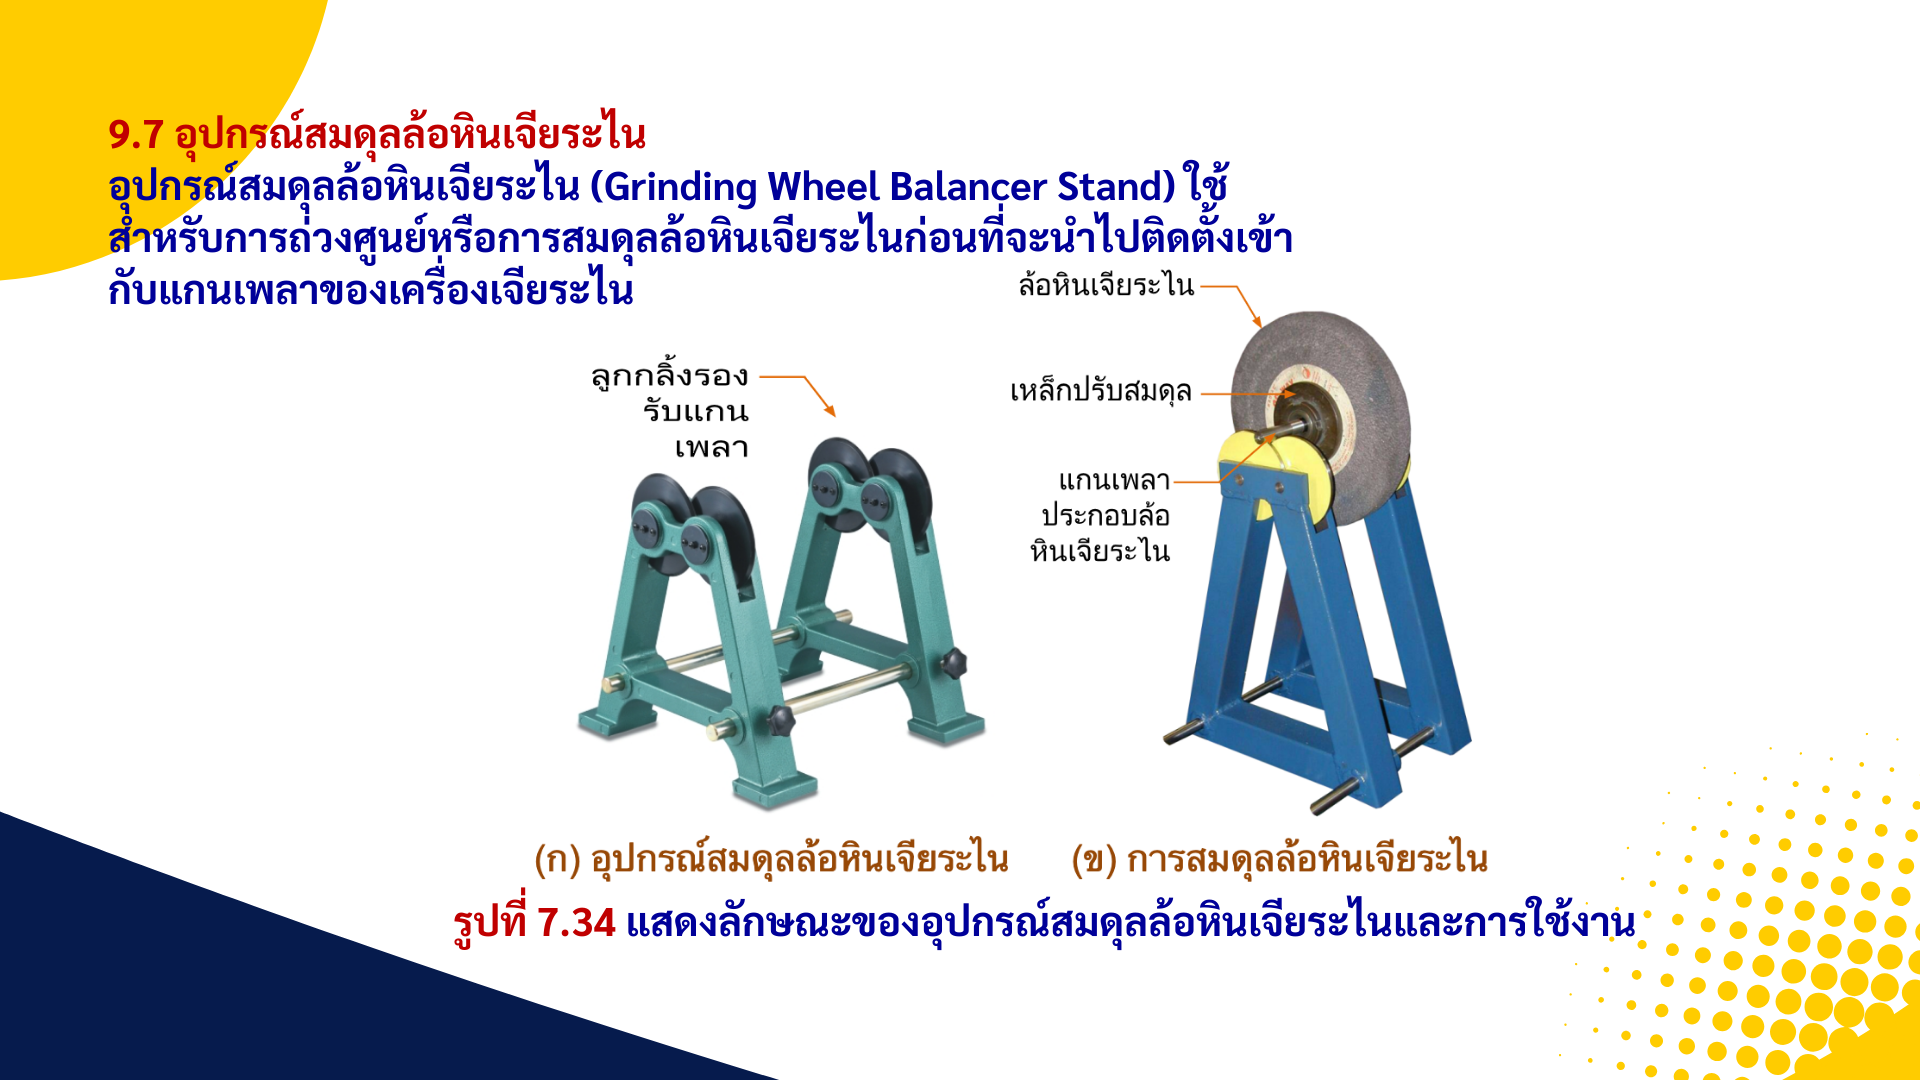 9.7 อุปกรณ์สมดุลล้อหินเจียระไน
อุปกรณ์สมดุลล้อหินเจียระไน (Grinding Wheel Balancer Stand) ใช้
สำหรับการถ่วงศูนย์หรือการสมดุลล้อหินเจียระไนก่อนที่จะนำไปติดตั้งเข้า
กับแกนเพลาของเครื่องเจียระไน
ล้อหินเจียระไน
ลูกกลิ้งรอง
รับแกน
เพลา
เหล็กปรับสมดุล
แกนเพลา
ประกอบล้อ
หินเจียระไน
(ก) อุปกรณ์สมดุลล้อหินเจียระไน
(ข) การสมดุลล้อหินเจียระไน
รูปที่ 7.34 แสดงลักษณะของอุปกรณ์สมดุลล้อหินเจียระไนและการใช้งาน